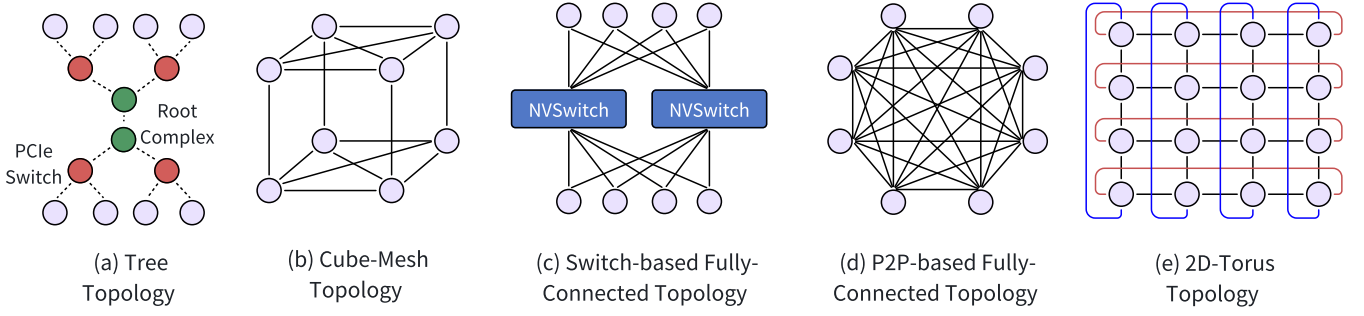 Root
Complex
PCIe
Switch
NVSwitch
NVSwitch
(a) Tree
Topology
(b) Cube-Mesh
Topology
(c) Switch-based Fully-
Connected Topology
(d) P2P-based Fully-
Connected Topology
(e) 2D-Torus
Topology